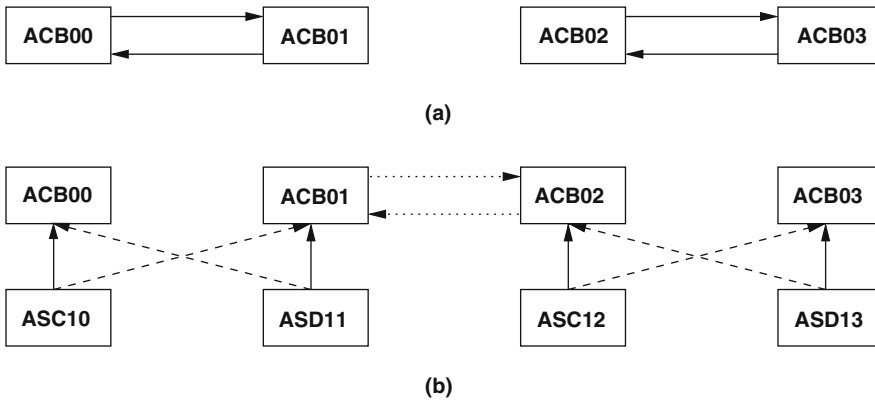 ACB00 ACB01 ACB02 ACB03
(a)
ACB00 ACB01 ACB02 ACB03
ASC10 ASD11 ASC12 ASD13
(b)